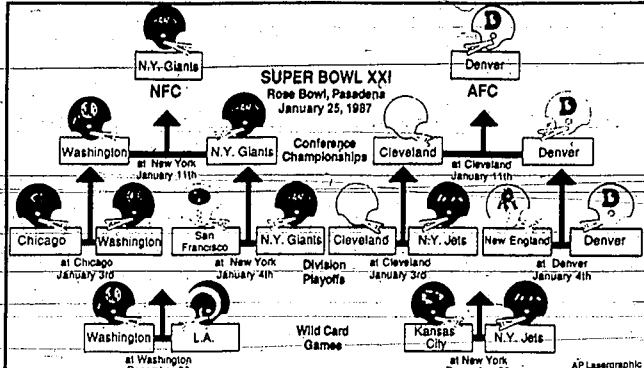 N.Y. Giants
Denver
NFC
SUPER BOWL XXI
AFC
Rose Bowl, Pasadena
January 25, 1987
Washington
N.Y. Giants
Conference
Championships
Cleveland
Denver
at New York
January 11th
at Cleveland
January 11th
Chicago
Washington
San
Francisco
N.Y. Giants
Cleveland
N.Y. Jets
New England
Denver
at Chicago
January 3rd
at New York
January 4th
Division
Playoffs
at Cleveland
January 3rd
at Denver
January 4th
Washington
L.A.
Wild Card
Games
Kansas
City
N.Y. Jets
at Washington
at New York
AP Lasergraphic